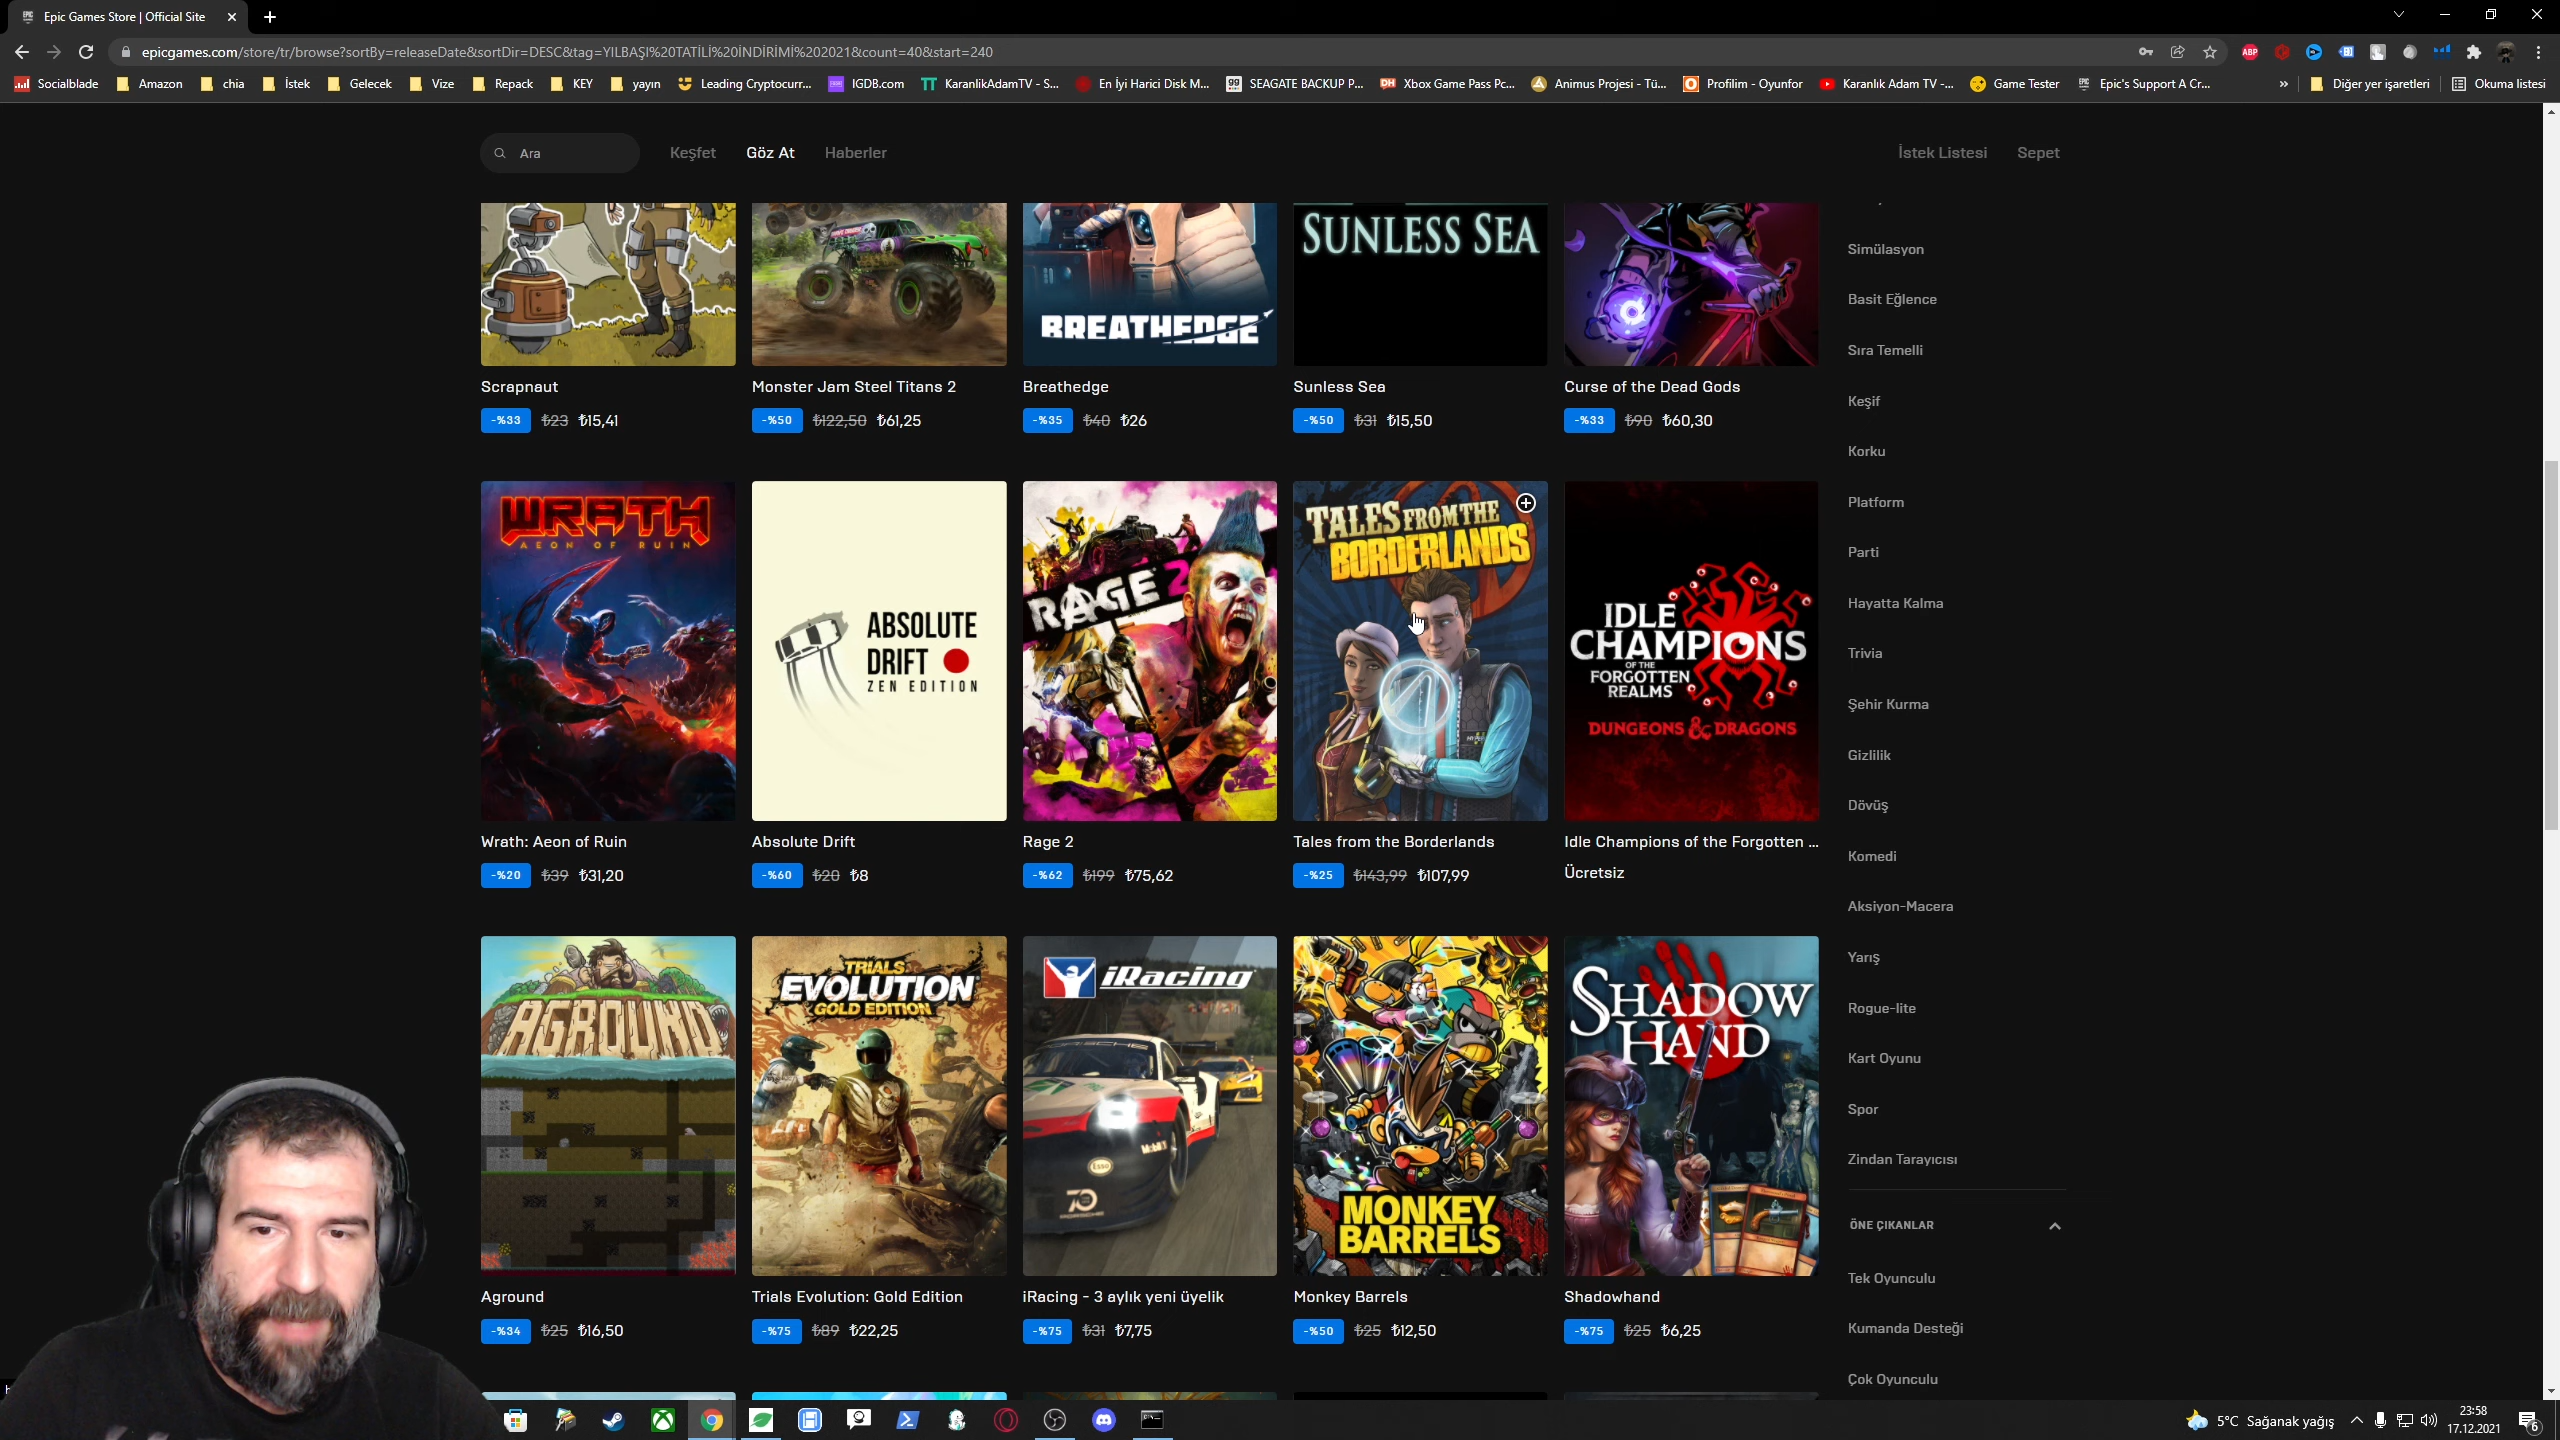 Epic Games Store | Official Site
epicgames.com/store/tr/browse?sortBy=releaseDate&sortDir=DESC&tag=YILBAŞI%20TATİLİ%20İNDİRİMİ%202021&count=40&start=240
ABP
Socialblade
Amazon
chia
İstek
Gelecek
Vize
Repack
KEY
yayın
Leading Cryptocurr...
IGDB.com
KaranlikAdamTV - S...
En İyi Harici Disk M...
SEAGATE BACKUP P...
Xbox Game Pass Pc...
Animus Projesi - Tü...
Profilim - Oyunfor
Karanlık Adam TV -...
Game Tester
Epic's Support A Cr...
»
Diğer yer işaretleri
Okuma listesi
Ara
Keşfet
Göz At
Haberler
İstek Listesi
Sepet
BREATHEDGE
SUNLESS SEA
Scrapnaut
-%33 ₺23 ₺15,41
Monster Jam Steel Titans 2
-%50 ₺122,50 ₺61,25
Breathedge
-%35 ₺40 ₺26
Sunless Sea
-%50 ₺31 ₺15,50
Curse of the Dead Gods
-%33 ₺90 ₺60,30
WRATH
AEON OF RUIN
ABSOLUTE
DRIFT
ZEN EDITION
RAGE 2
TALES FROM THE
BORDERLANDS
IDLE
CHAMPIONS
OF THE
FORGOTTEN
REALMS
DUNGEONS & DRAGONS
Wrath: Aeon of Ruin
-%20 ₺39 ₺31,20
Absolute Drift
-%60 ₺20 ₺8
Rage 2
-%62 ₺199 ₺75,62
Tales from the Borderlands
-%25 ₺143,99 ₺107,99
Idle Champions of the Forgotten ...
Ücretsiz
AGROUND
TRIALS
EVOLUTION
GOLD EDITION
iRacing
PORSCHE
Mobil 1
Esso
70
MONKEY
BARRELS
SHADOW
HAND
Aground
-%34 ₺25 ₺16,50
Trials Evolution: Gold Edition
-%75 ₺89 ₺22,25
iRacing - 3 aylık yeni üyelik
-%75 ₺31 ₺7,75
Monkey Barrels
-%50 ₺25 ₺12,50
Shadowhand
-%75 ₺25 ₺6,25
Simülasyon
Basit Eğlence
Sıra Temelli
Keşif
Korku
Platform
Parti
Hayatta Kalma
Trivia
Şehir Kurma
Gizlilik
Dövüş
Komedi
Aksiyon-Macera
Yarış
Rogue-lite
Kart Oyunu
Spor
Zindan Tarayıcısı
ÖNE ÇIKANLAR
Tek Oyunculu
Kumanda Desteği
Çok Oyunculu
5°C Sağanak yağış
23:58
17.12.2021
6